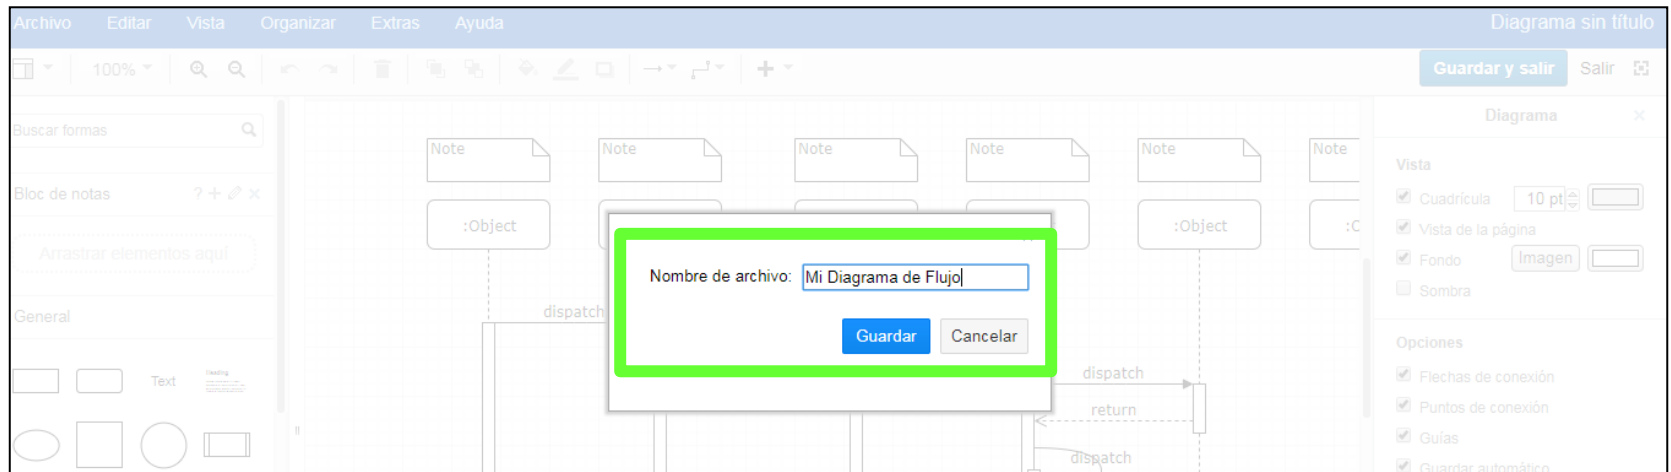 Archivo Editar Vista Organizar Extras Ayuda Diagrama sin título
100% Guardar y salir Salir
Buscar formas
Diagrama
Note Note Note Note Note Note
Vista
Bloc de notas ?
Cuadrícula 10 pt
:Object :Object :O
Vista de la página
Arrastrar elementos aquí
Fondo Imagen
Nombre de archivo: Mi Diagrama de Flujo
Sombra
General
dispatch
Guardar Cancelar
Opciones
Text Heading
dispatch
Flechas de conexión
return
Puntos de conexión
Guías
dispatch
Guardar automático